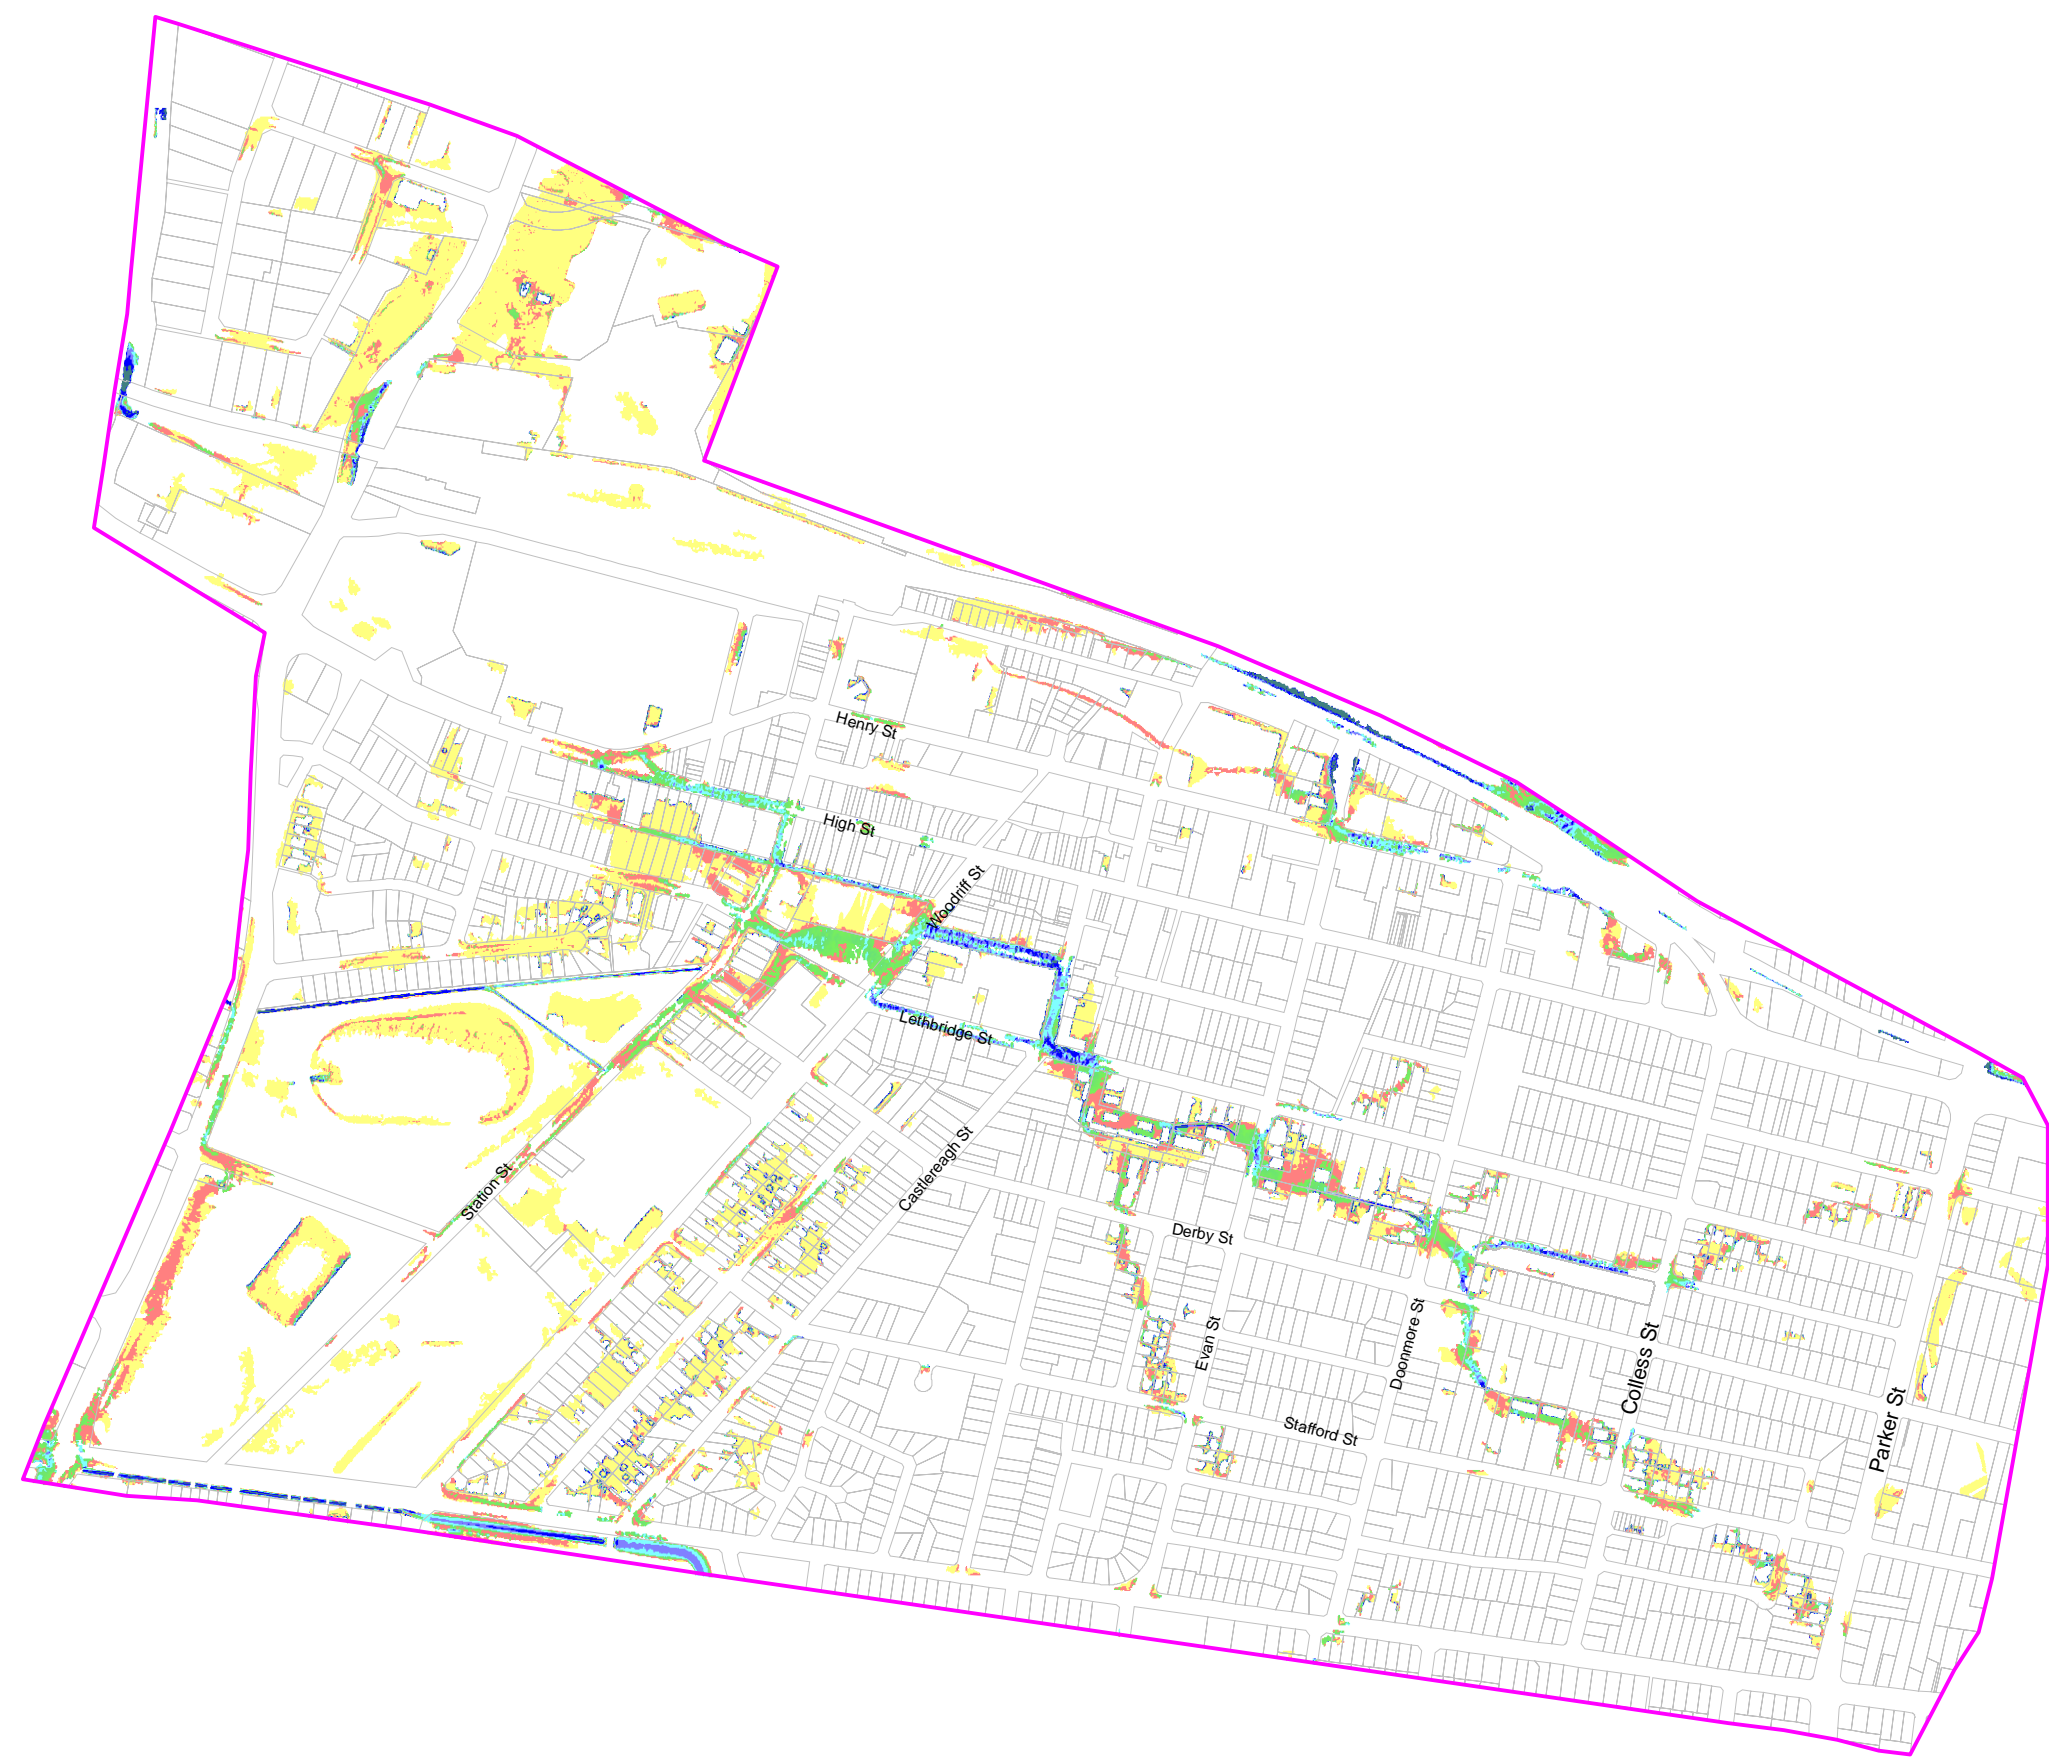 Henry St
High St
Woodriff St
Lethbridge St
Castlereagh St
Station St
Derby St
Evan St
Doonmore St
Colless St
Parker St
Stafford St